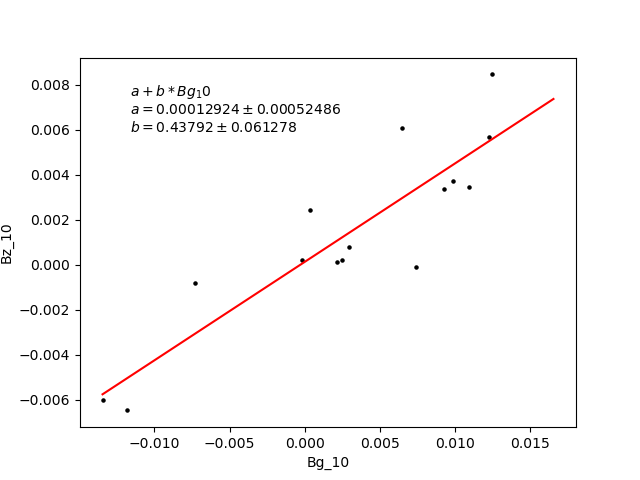 a + b * Bg₁0
a = 0.00012924 ± 0.00052486
b = 0.43792 ± 0.061278
0.008
0.006
0.004
0.002
0.000
−0.002
−0.004
−0.006
Bz_10
−0.010 −0.005 0.000 0.005 0.010 0.015
Bg_10